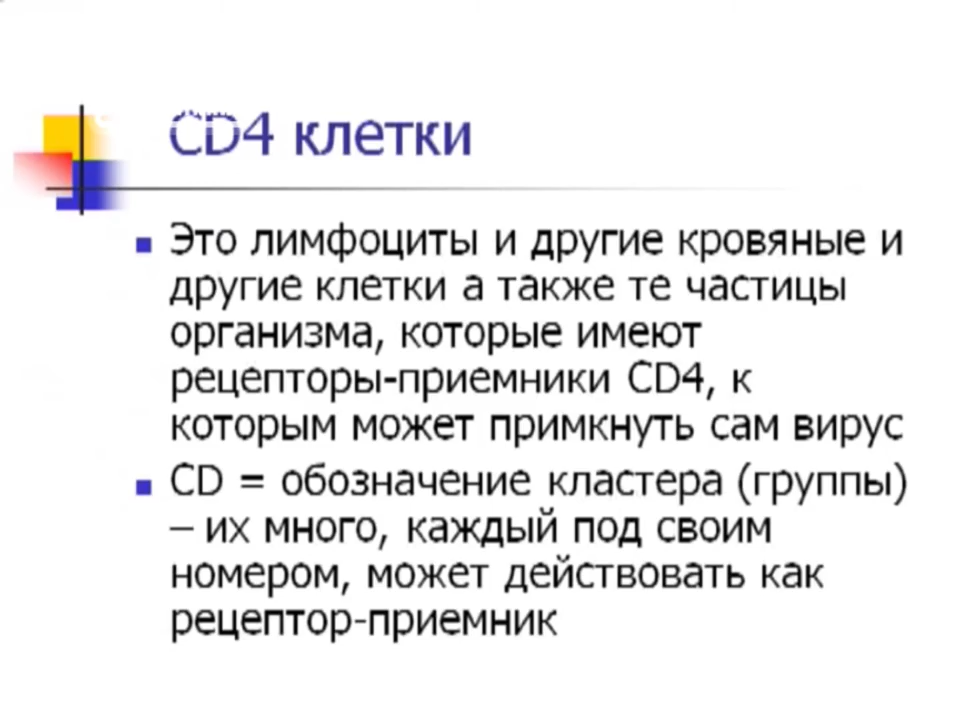 CD4 клетки
Это лимфоциты и другие кровяные и
другие клетки а также те частицы
организма, которые имеют
рецепторы-приемники CD4, к
которым может примкнуть сам вирус
CD = обозначение кластера (группы)
– их много, каждый под своим
номером, может действовать как
рецептор-приемник